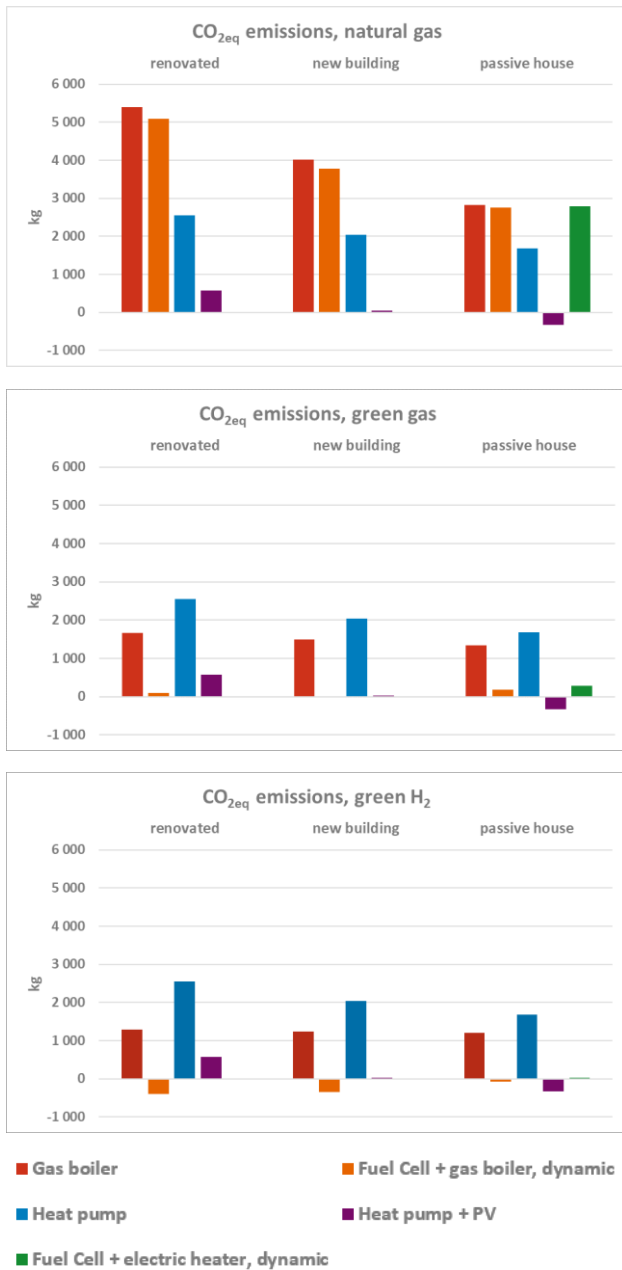 CO2eq emissions, natural gas
renovated new building passive house
6 000
5 000
4 000
3 000
2 000
1 000
0
-1 000
kg
CO2eq emissions, green gas
renovated new building passive house
6 000
5 000
4 000
3 000
2 000
1 000
0
-1 000
kg
CO2eq emissions, green H2
renovated new building passive house
6 000
5 000
4 000
3 000
2 000
1 000
0
-1 000
kg
Gas boiler Fuel Cell + gas boiler, dynamic
Heat pump Heat pump + PV
Fuel Cell + electric heater, dynamic